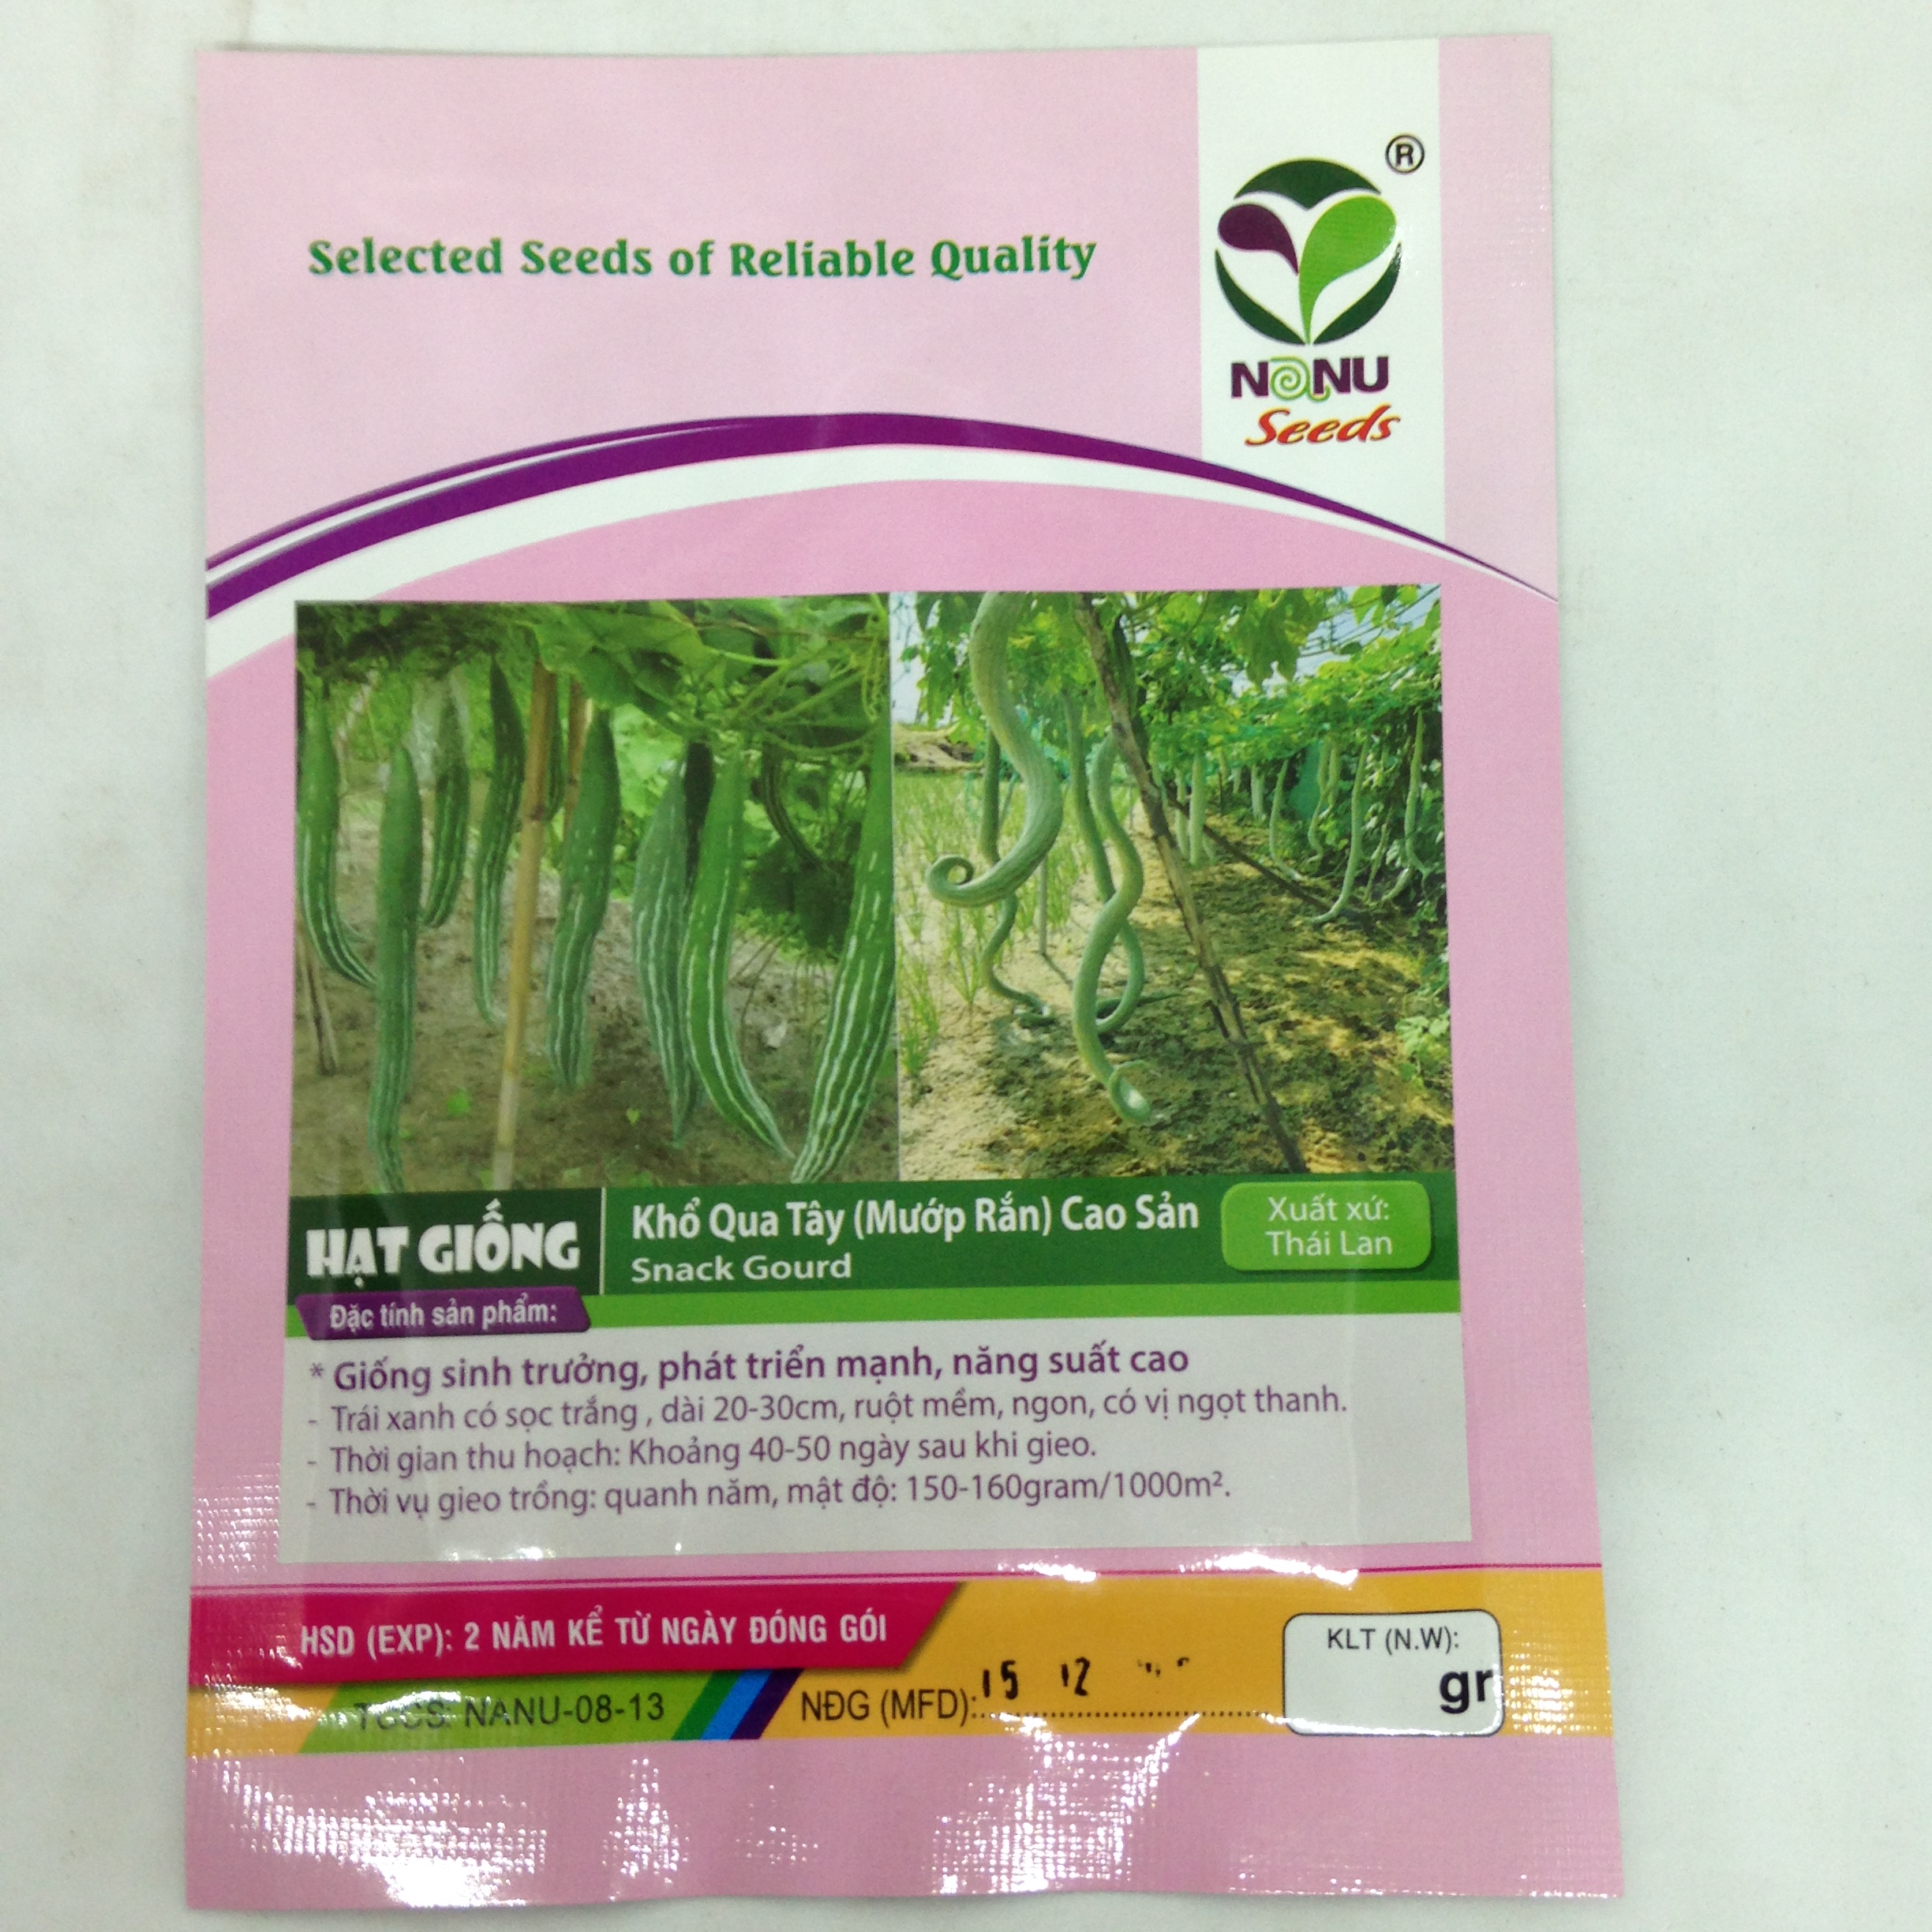 ®
Selected Seeds of Reliable Quality
NANU
Seeds
HẠT GIỐNG
Khổ Qua Tây (Mướp Rắn) Cao Sản
Snack Gourd
Xuất xứ:
Thái Lan
Đặc tính sản phẩm:
* Giống sinh trưởng, phát triển mạnh, năng suất cao
- Trái xanh có sọc trắng , dài 20-30cm, ruột mềm, ngon, có vị ngọt thanh.
- Thời gian thu hoạch: Khoảng 40-50 ngày sau khi gieo.
- Thời vụ gieo trồng: quanh năm, mật độ: 150-160gram/1000m².
HSD (EXP): 2 NĂM KỂ TỪ NGÀY ĐÓNG GÓI
TCCS: NANU-08-13
NĐG (MFD): 15 12
KLT (N.W):
gr